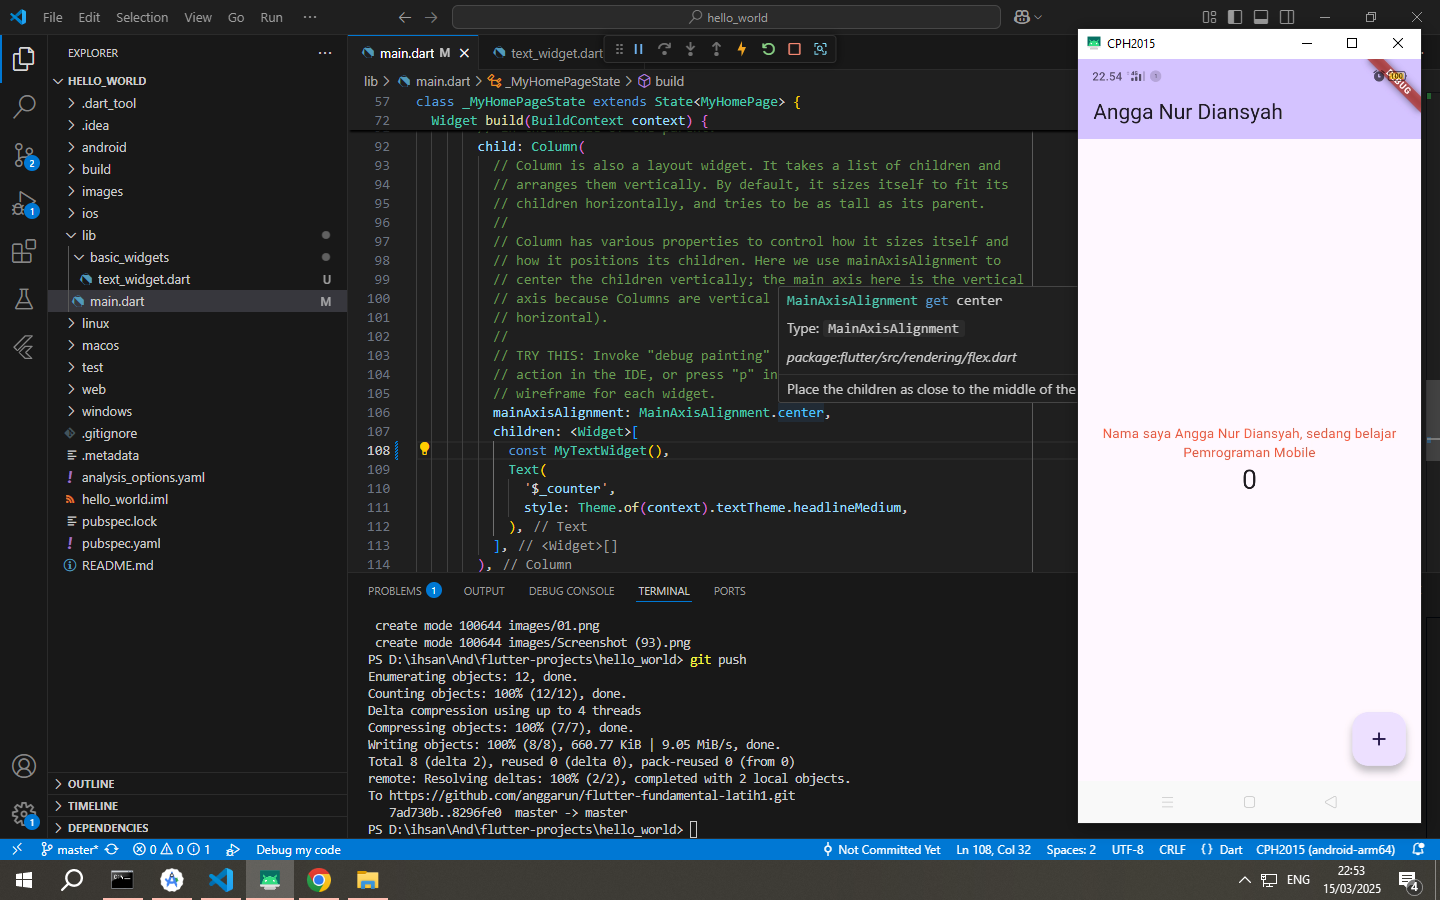 File Edit Selection View Go Run ···
hello_world
EXPLORER
HELLO_WORLD
.dart_tool
.idea
android
build
images
ios
lib
basic_widgets
text_widget.dart U
main.dart M
linux
macos
test
web
windows
.gitignore
.metadata
analysis_options.yaml
hello_world.iml
pubspec.lock
pubspec.yaml
README.md
OUTLINE
TIMELINE
DEPENDENCIES
2
1
1
main.dart M
text_widget.dart
lib > main.dart > _MyHomePageState > build
57 class _MyHomePageState extends State<MyHomePage> {
72 Widget build(BuildContext context) {
92 child: Column(
93 // Column is also a layout widget. It takes a list of children and
94 // arranges them vertically. By default, it sizes itself to fit its
95 // children horizontally, and tries to be as tall as its parent.
96 //
97 // Column has various properties to control how it sizes itself and
98 // how it positions its children. Here we use mainAxisAlignment to
99 // center the children vertically; the main axis here is the vertical
100 // axis because Columns are vertical
101 // horizontal).
102 //
103 // TRY THIS: Invoke "debug painting"
104 // action in the IDE, or press "p" in
105 // wireframe for each widget.
106 mainAxisAlignment: MainAxisAlignment.center,
107 children: <Widget>[
108 const MyTextWidget(),
109 Text(
110 '$_counter',
111 style: Theme.of(context).textTheme.headlineMedium,
112 ), // Text
113 ], // <Widget>[]
114 ), // Column
MainAxisAlignment get center
Type: MainAxisAlignment
package:flutter/src/rendering/flex.dart
Place the children as close to the middle of the
PROBLEMS 1 OUTPUT DEBUG CONSOLE TERMINAL PORTS
create mode 100644 images/01.png
create mode 100644 images/Screenshot (93).png
PS D:\ihsan\And\flutter-projects\hello_world> git push
Enumerating objects: 12, done.
Counting objects: 100% (12/12), done.
Delta compression using up to 4 threads
Compressing objects: 100% (7/7), done.
Writing objects: 100% (8/8), 660.77 KiB | 9.05 MiB/s, done.
Total 8 (delta 2), reused 0 (delta 0), pack-reused 0 (from 0)
remote: Resolving deltas: 100% (2/2), completed with 2 local objects.
To https://github.com/anggarun/flutter-fundamental-latih1.git
7ad730b..8296fe0 master -> master
PS D:\ihsan\And\flutter-projects\hello_world>
CPH2015
22.54
100
DEBUG
Angga Nur Diansyah
Nama saya Angga Nur Diansyah, sedang belajar
Pemrograman Mobile
0
+
master* 0 0 1 Debug my code Not Committed Yet Ln 108, Col 32 Spaces: 2 UTF-8 CRLF {} Dart CPH2015 (android-arm64)
ENG
22:53
15/03/2025
4